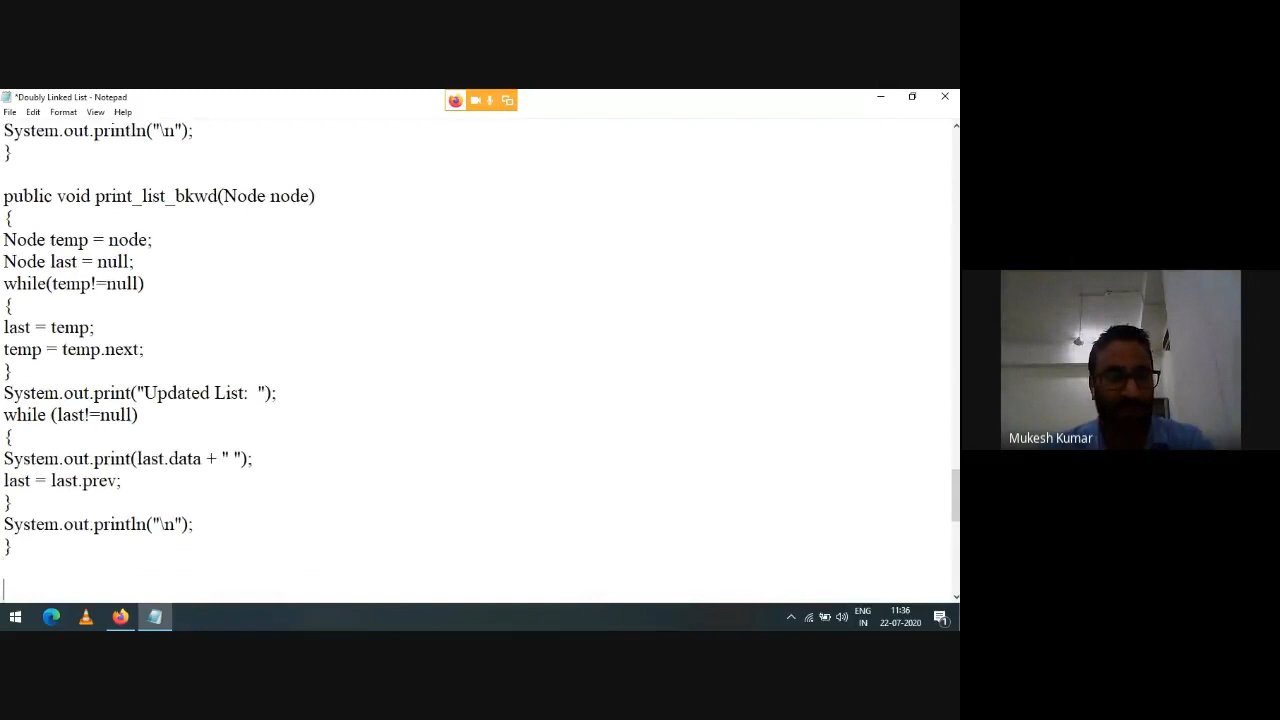 *Doubly Linked List - Notepad
File Edit Format View Help
System.out.println("\n");
}
public void print_list_bkwd(Node node)
{
Node temp = node;
Node last = null;
while(temp!=null)
{
last = temp;
temp = temp.next;
}
System.out.print("Updated List:  ");
while (last!=null)
{
System.out.print(last.data + " ");
last = last.prev;
}
System.out.println("\n");
}
Mukesh Kumar
ENG
IN
11:36
22-07-2020
1